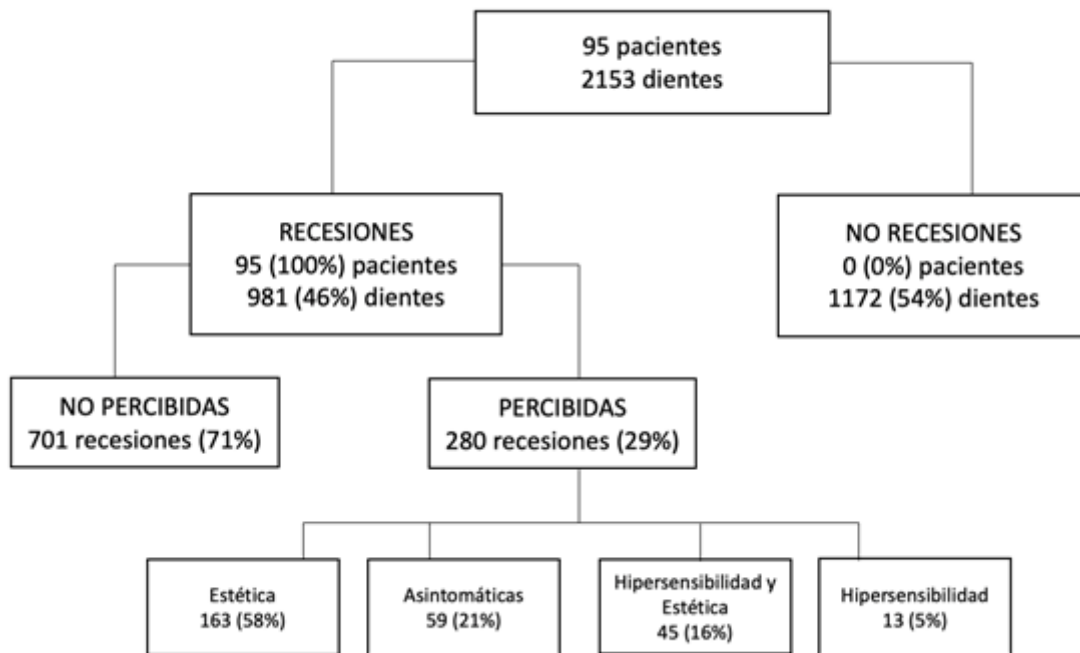 95 pacientes
2153 dientes
RECESIONES
95 (100%) pacientes
981 (46%) dientes
NO RECESIONES
0 (0%) pacientes
1172 (54%) dientes
NO PERCIBIDAS
701 recesiones (71%)
PERCIBIDAS
280 recesiones (29%)
Estética
163 (58%)
Asintomáticas
59 (21%)
Hipersensibilidad y
Estética
45 (16%)
Hipersensibilidad
13 (5%)